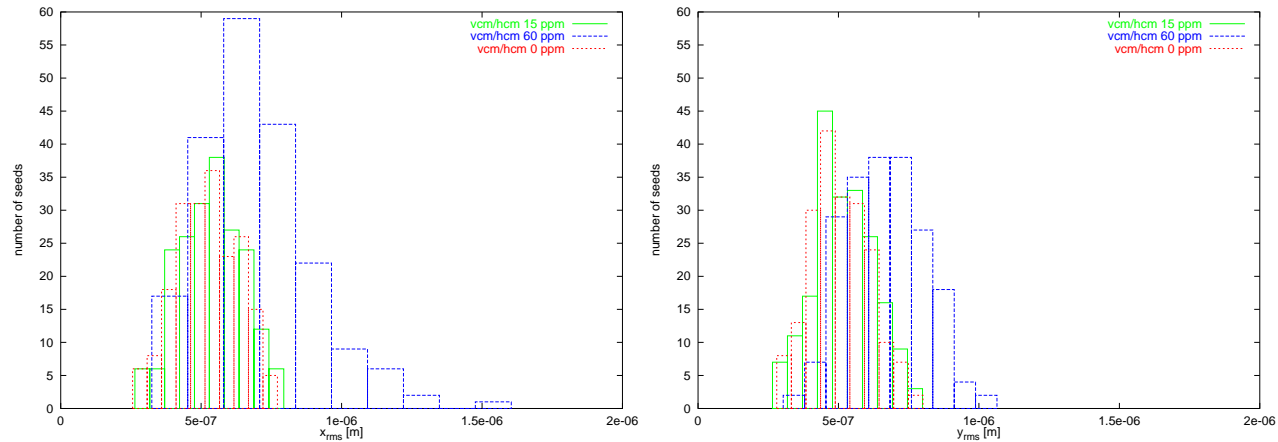 60
55
50
45
40
35
30
25
20
15
10
5
0
number of seeds
vcm/hcm 15 ppm
vcm/hcm 60 ppm
vcm/hcm 0 ppm
0 5e-07 1e-06 1.5e-06 2e-06
x_rms [m]
60
55
50
45
40
35
30
25
20
15
10
5
0
number of seeds
vcm/hcm 15 ppm
vcm/hcm 60 ppm
vcm/hcm 0 ppm
0 5e-07 1e-06 1.5e-06 2e-06
y_rms [m]